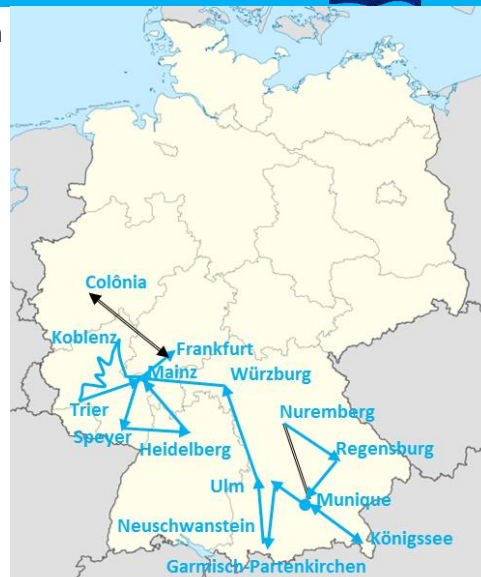 Colônia
Koblenz
Frankfurt
Mainz
Würzburg
Trier
Nuremberg
Speyer
Heidelberg
Regensburg
Ulm
Munique
Neuschwanstein
Königssee
Garmisch-Partenkirchen